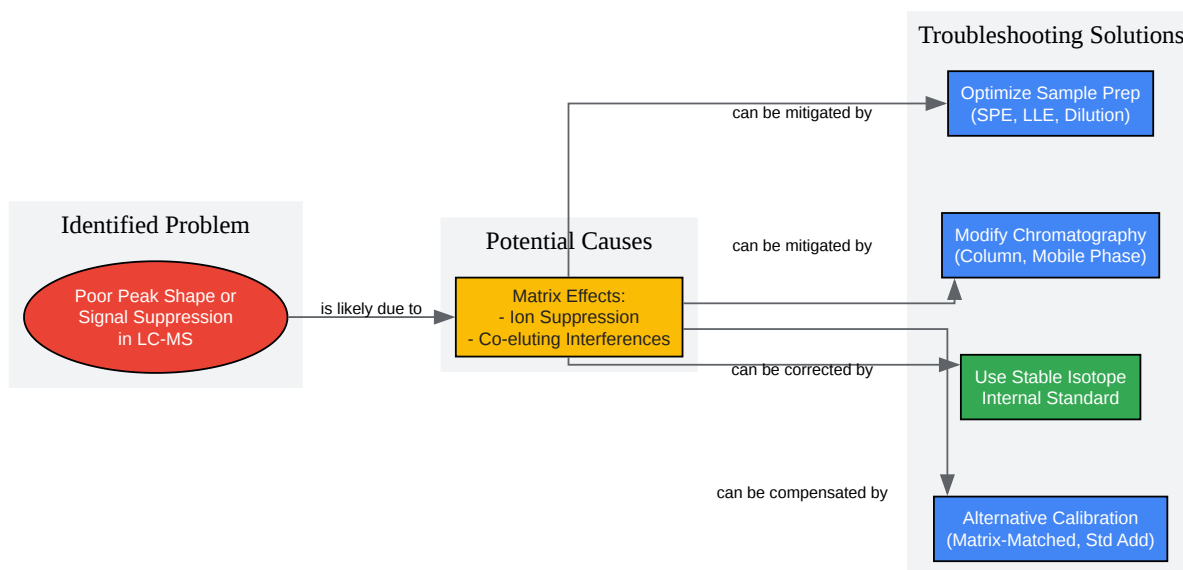 Identified Problem
Poor Peak Shape or
Signal Suppression
in LC-MS
is likely due to
Potential Causes
Matrix Effects:
- Ion Suppression
- Co-eluting Interferences
can be mitigated by
can be mitigated by
can be corrected by
can be compensated by
Troubleshooting Solutions
Optimize Sample Prep
(SPE, LLE, Dilution)
Modify Chromatography
(Column, Mobile Phase)
Use Stable Isotope
Internal Standard
Alternative Calibration
(Matrix-Matched, Std Add)